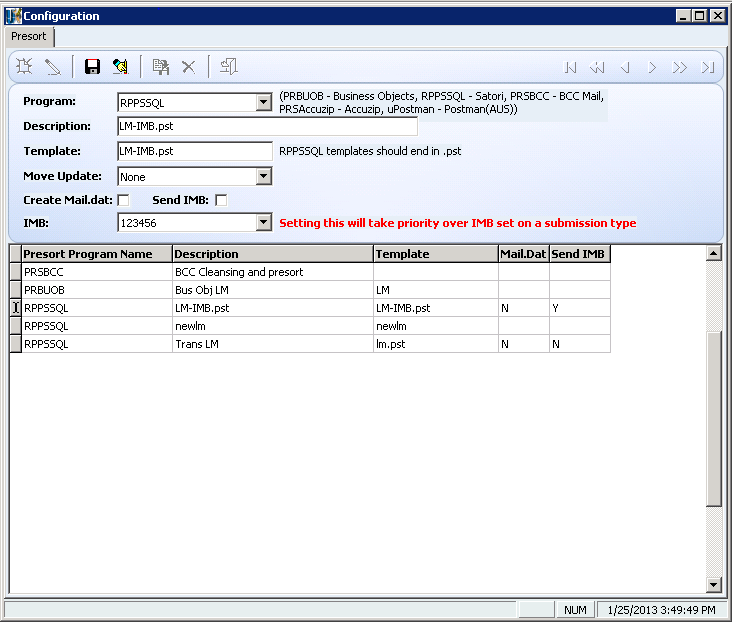 Configuration
Presort
Program: RPPSSQL (PRBUOB - Business Objects, RPPSSQL - Satori, PRSBCC - BCC Mail,
PRSAccuzip - Accuzip, uPostman - Postman(AUS))
Description: LM-IMB.pst
Template: LM-IMB.pst RPPSSQL templates should end in .pst
Move Update: None
Create Mail.dat: Send IMB:
IMB: 123456 Setting this will take priority over IMB set on a submission type
Presort Program Name Description Template Mail.Dat Send IMB
PRSBCC BCC Cleansing and presort
PRBUOB Bus Obj LM LM
RPPSSQL LM-IMB.pst LM-IMB.pst N Y
RPPSSQL newlm newlm
RPPSSQL Trans LM lm.pst N N
NUM 1/25/2013 3:49:49 PM